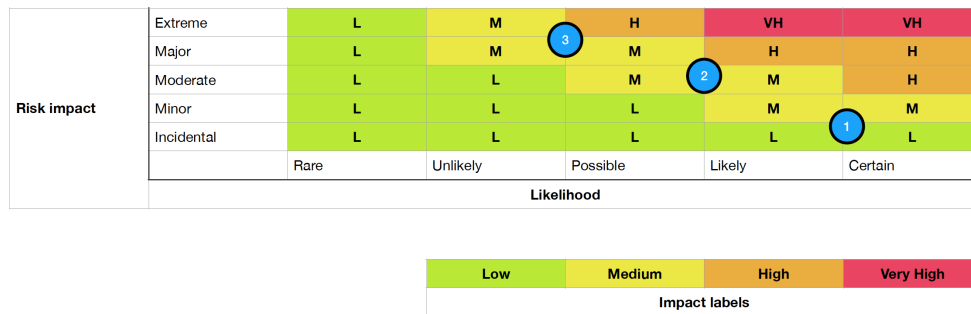 Extreme L M H VH VH
3
Major L M M H H
Moderate L L M M H
2
Risk impact Minor L L L M M
1
Incidental L L L L L
Rare Unlikely Possible Likely Certain
Likelihood
Low Medium High Very High
Impact labels